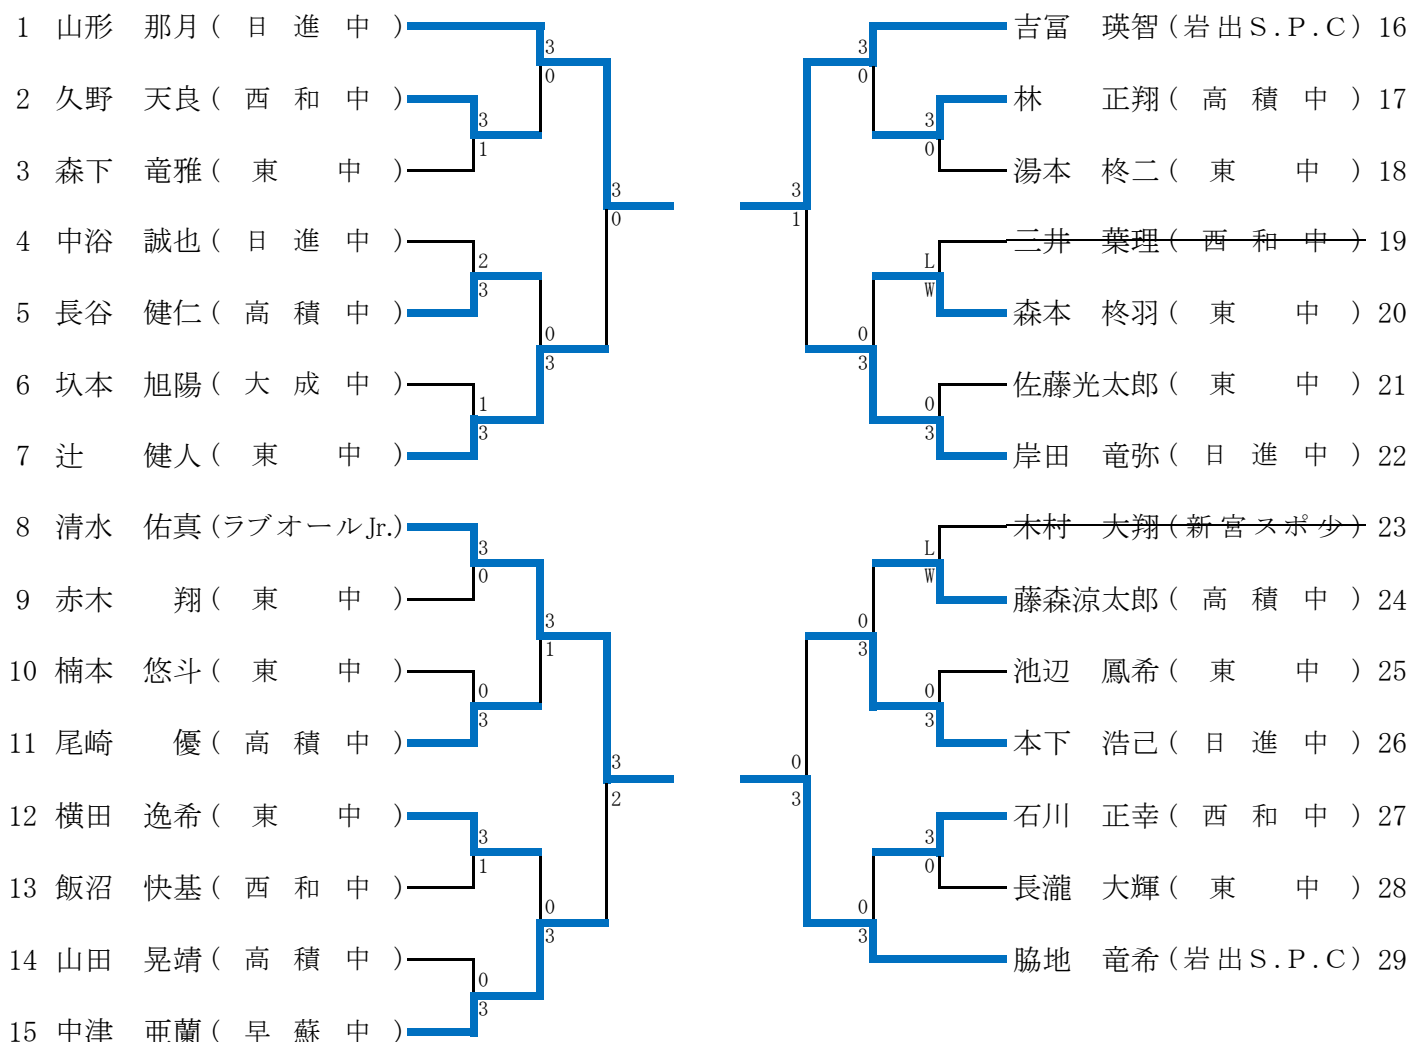 1 山形 那月 ( 日 進 中 )
3
0
2 久野 天良 ( 西 和 中 )
3
1
3 森下 竜雅 ( 東 中 )
3
0
4 中浴 誠也 ( 日 進 中 )
2
3
5 長谷 健仁 ( 高 積 中 )
0
3
6 圦本 旭陽 ( 大 成 中 )
1
3
7 辻 健人 ( 東 中 )
8 清水 佑真 (ラブオールJr.)
3
0
9 赤木 翔 ( 東 中 )
3
1
10 楠本 悠斗 ( 東 中 )
0
3
11 尾崎 優 ( 高 積 中 )
3
2
12 横田 逸希 ( 東 中 )
3
1
13 飯沼 快基 ( 西 和 中 )
0
3
14 山田 晃靖 ( 高 積 中 )
0
3
15 中津 亜蘭 ( 早 蘇 中 )
吉冨 瑛智 (岩出S.P.C) 16
3
0
林 正翔 ( 高 積 中 ) 17
3
0
湯本 柊二 ( 東 中 ) 18
3
1
三井 葉理 ( 西 和 中 ) 19
L
W
森本 柊羽 ( 東 中 ) 20
0
3
佐藤光太郎 ( 東 中 ) 21
0
3
岸田 竜弥 ( 日 進 中 ) 22
木村 大翔 (新宮スポ少) 23
L
W
藤森涼太郎 ( 高 積 中 ) 24
0
3
池辺 鳳希 ( 東 中 ) 25
0
3
本下 浩己 ( 日 進 中 ) 26
0
3
石川 正幸 ( 西 和 中 ) 27
3
0
長瀧 大輝 ( 東 中 ) 28
0
3
脇地 竜希 (岩出S.P.C) 29